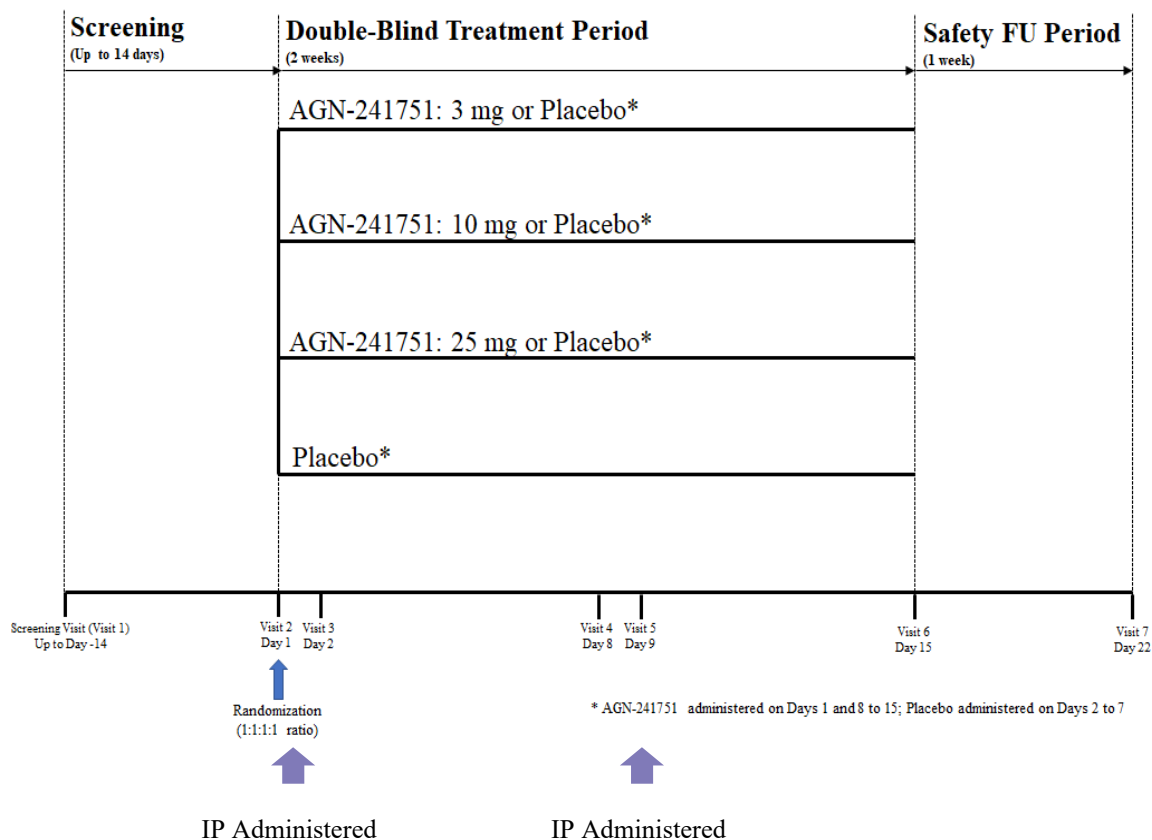 Screening
(Up to 14 days)
Double-Blind Treatment Period
(2 weeks)
Safety FU Period
(1 week)
AGN-241751: 3 mg or Placebo*
AGN-241751: 10 mg or Placebo*
AGN-241751: 25 mg or Placebo*
Placebo*
Screening Visit (Visit 1)
Up to Day -14
Visit 2
Day 1
Visit 3
Day 2
Visit 4
Day 8
Visit 5
Day 9
Visit 6
Day 15
Visit 7
Day 22
Randomization
(1:1:1:1 ratio)
* AGN-241751 administered on Days 1 and 8 to 15; Placebo administered on Days 2 to 7
IP Administered
IP Administered